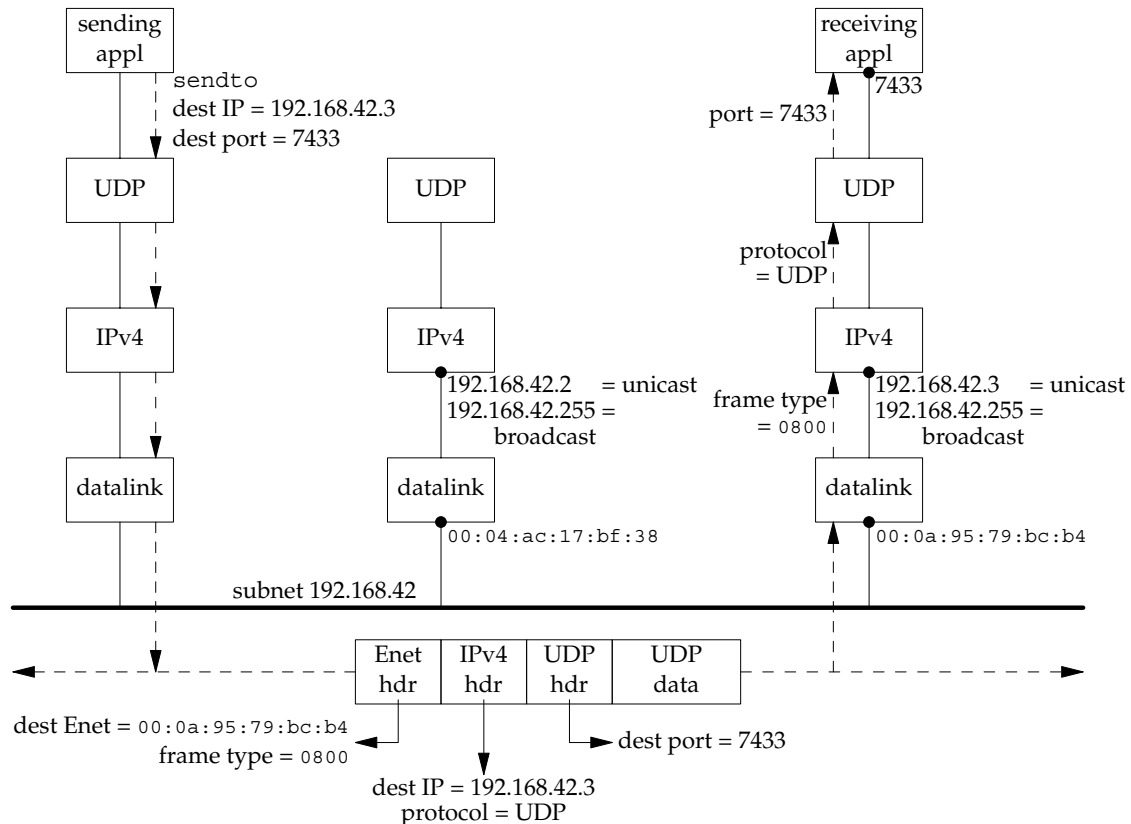 sending
appl
receiving
appl
sendto
dest IP = 192.168.42.3
dest port = 7433
7433
port = 7433
UDP
UDP
UDP
protocol
= UDP
IPv4
IPv4
IPv4
192.168.42.2 = unicast
192.168.42.255 =
broadcast
frame type
= 0800
192.168.42.3 = unicast
192.168.42.255 =
broadcast
datalink
datalink
datalink
00:04:ac:17:bf:38
00:0a:95:79:bc:b4
subnet 192.168.42
Enet
hdr
IPv4
hdr
UDP
hdr
UDP
data
dest Enet = 00:0a:95:79:bc:b4
frame type = 0800
dest port = 7433
dest IP = 192.168.42.3
protocol = UDP